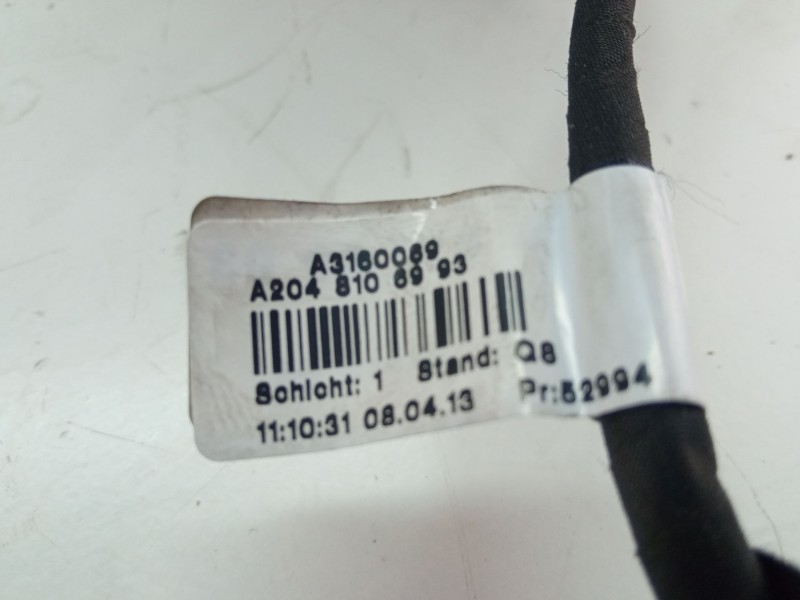 A3160069
A204 810 69 93
Schicht: 1 Stand: Q8
11:10:31 08.04.13 Pr:52994